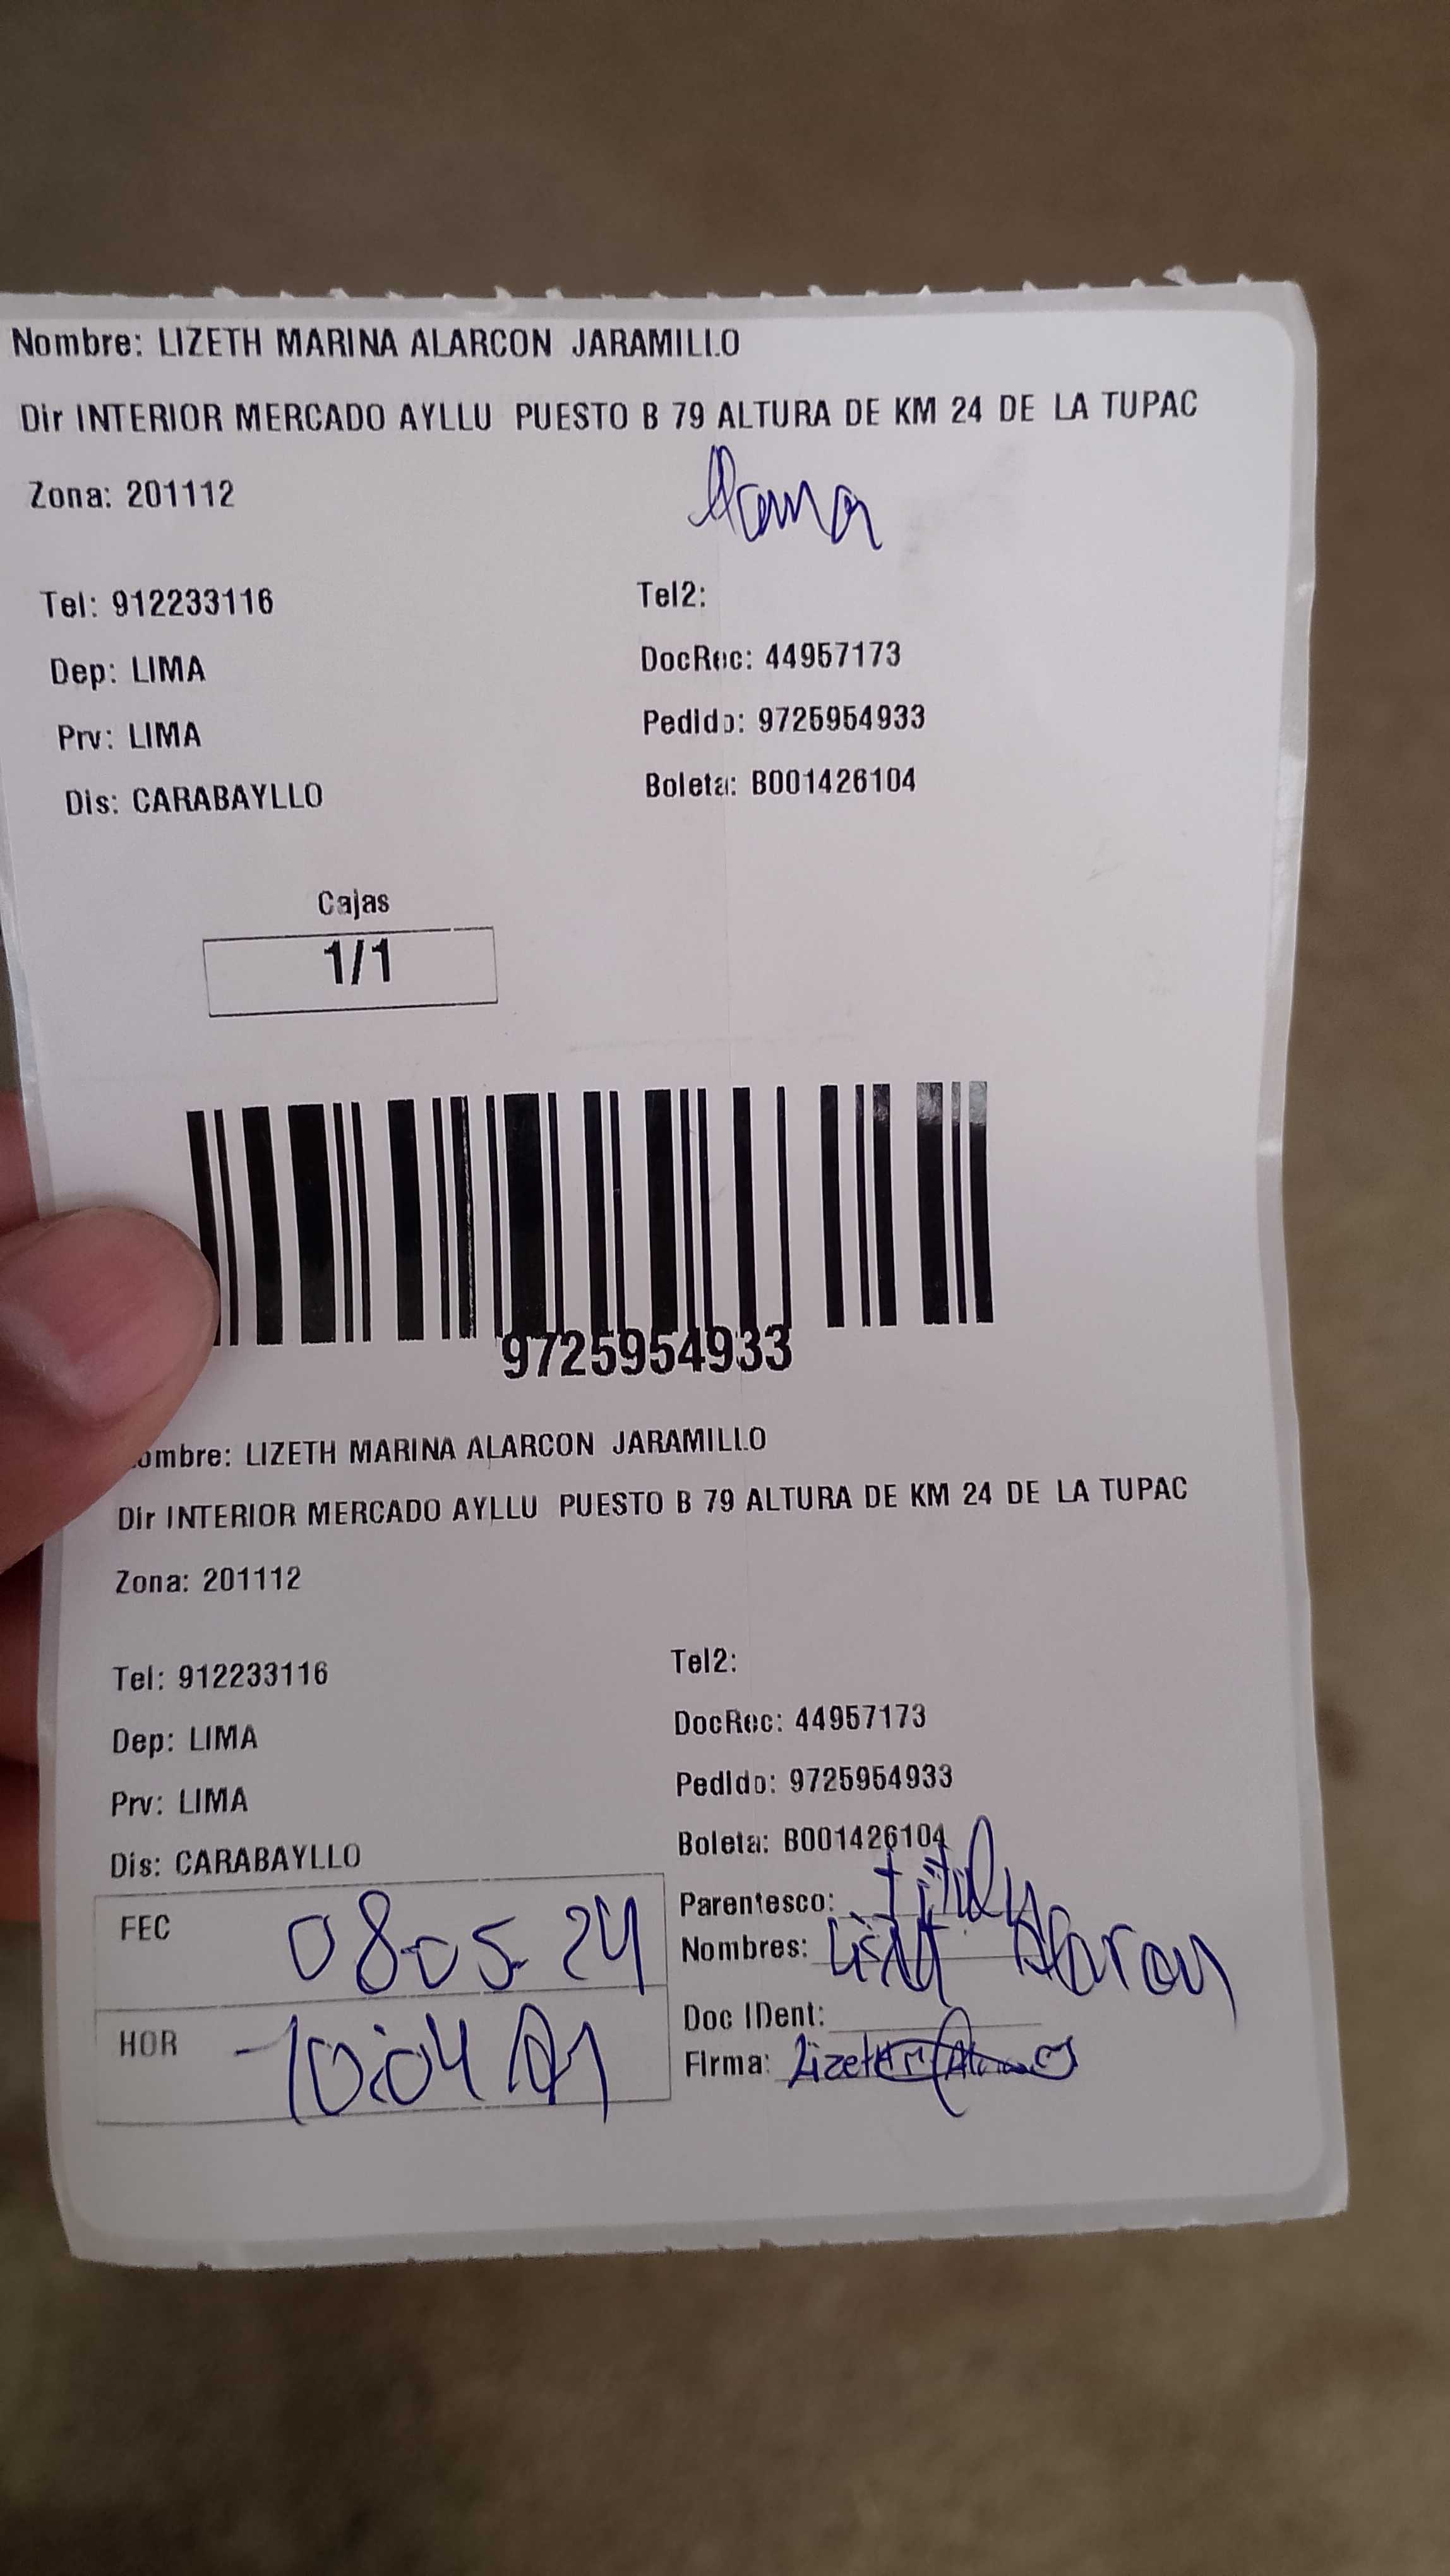 Nombre: LIZETH MARINA ALARCON JARAMILLO
Dir INTERIOR MERCADO AYLLU PUESTO B 79 ALTURA DE KM 24 DE LA TUPAC
Zona: 201112
Tel: 912233116 Tel2:
Dep: LIMA DocRec: 44957173
Prv: LIMA Pedido: 9725954933
Dis: CARABAYLLO Boleta: B001426104
Cajas
1/1
9725954933
ombre: LIZETH MARINA ALARCON JARAMILLO
Dir INTERIOR MERCADO AYLLU PUESTO B 79 ALTURA DE KM 24 DE LA TUPAC
Zona: 201112
Tel: 912233116 Tel2:
Dep: LIMA DocRec: 44957173
Prv: LIMA Pedido: 9725954933
Dis: CARABAYLLO Boleta: B001426104
FEC 08-05-24 Parentesco:
Nombres: Alarcon
HOR 10:04 Doc IDent:
Firma: Lizeth